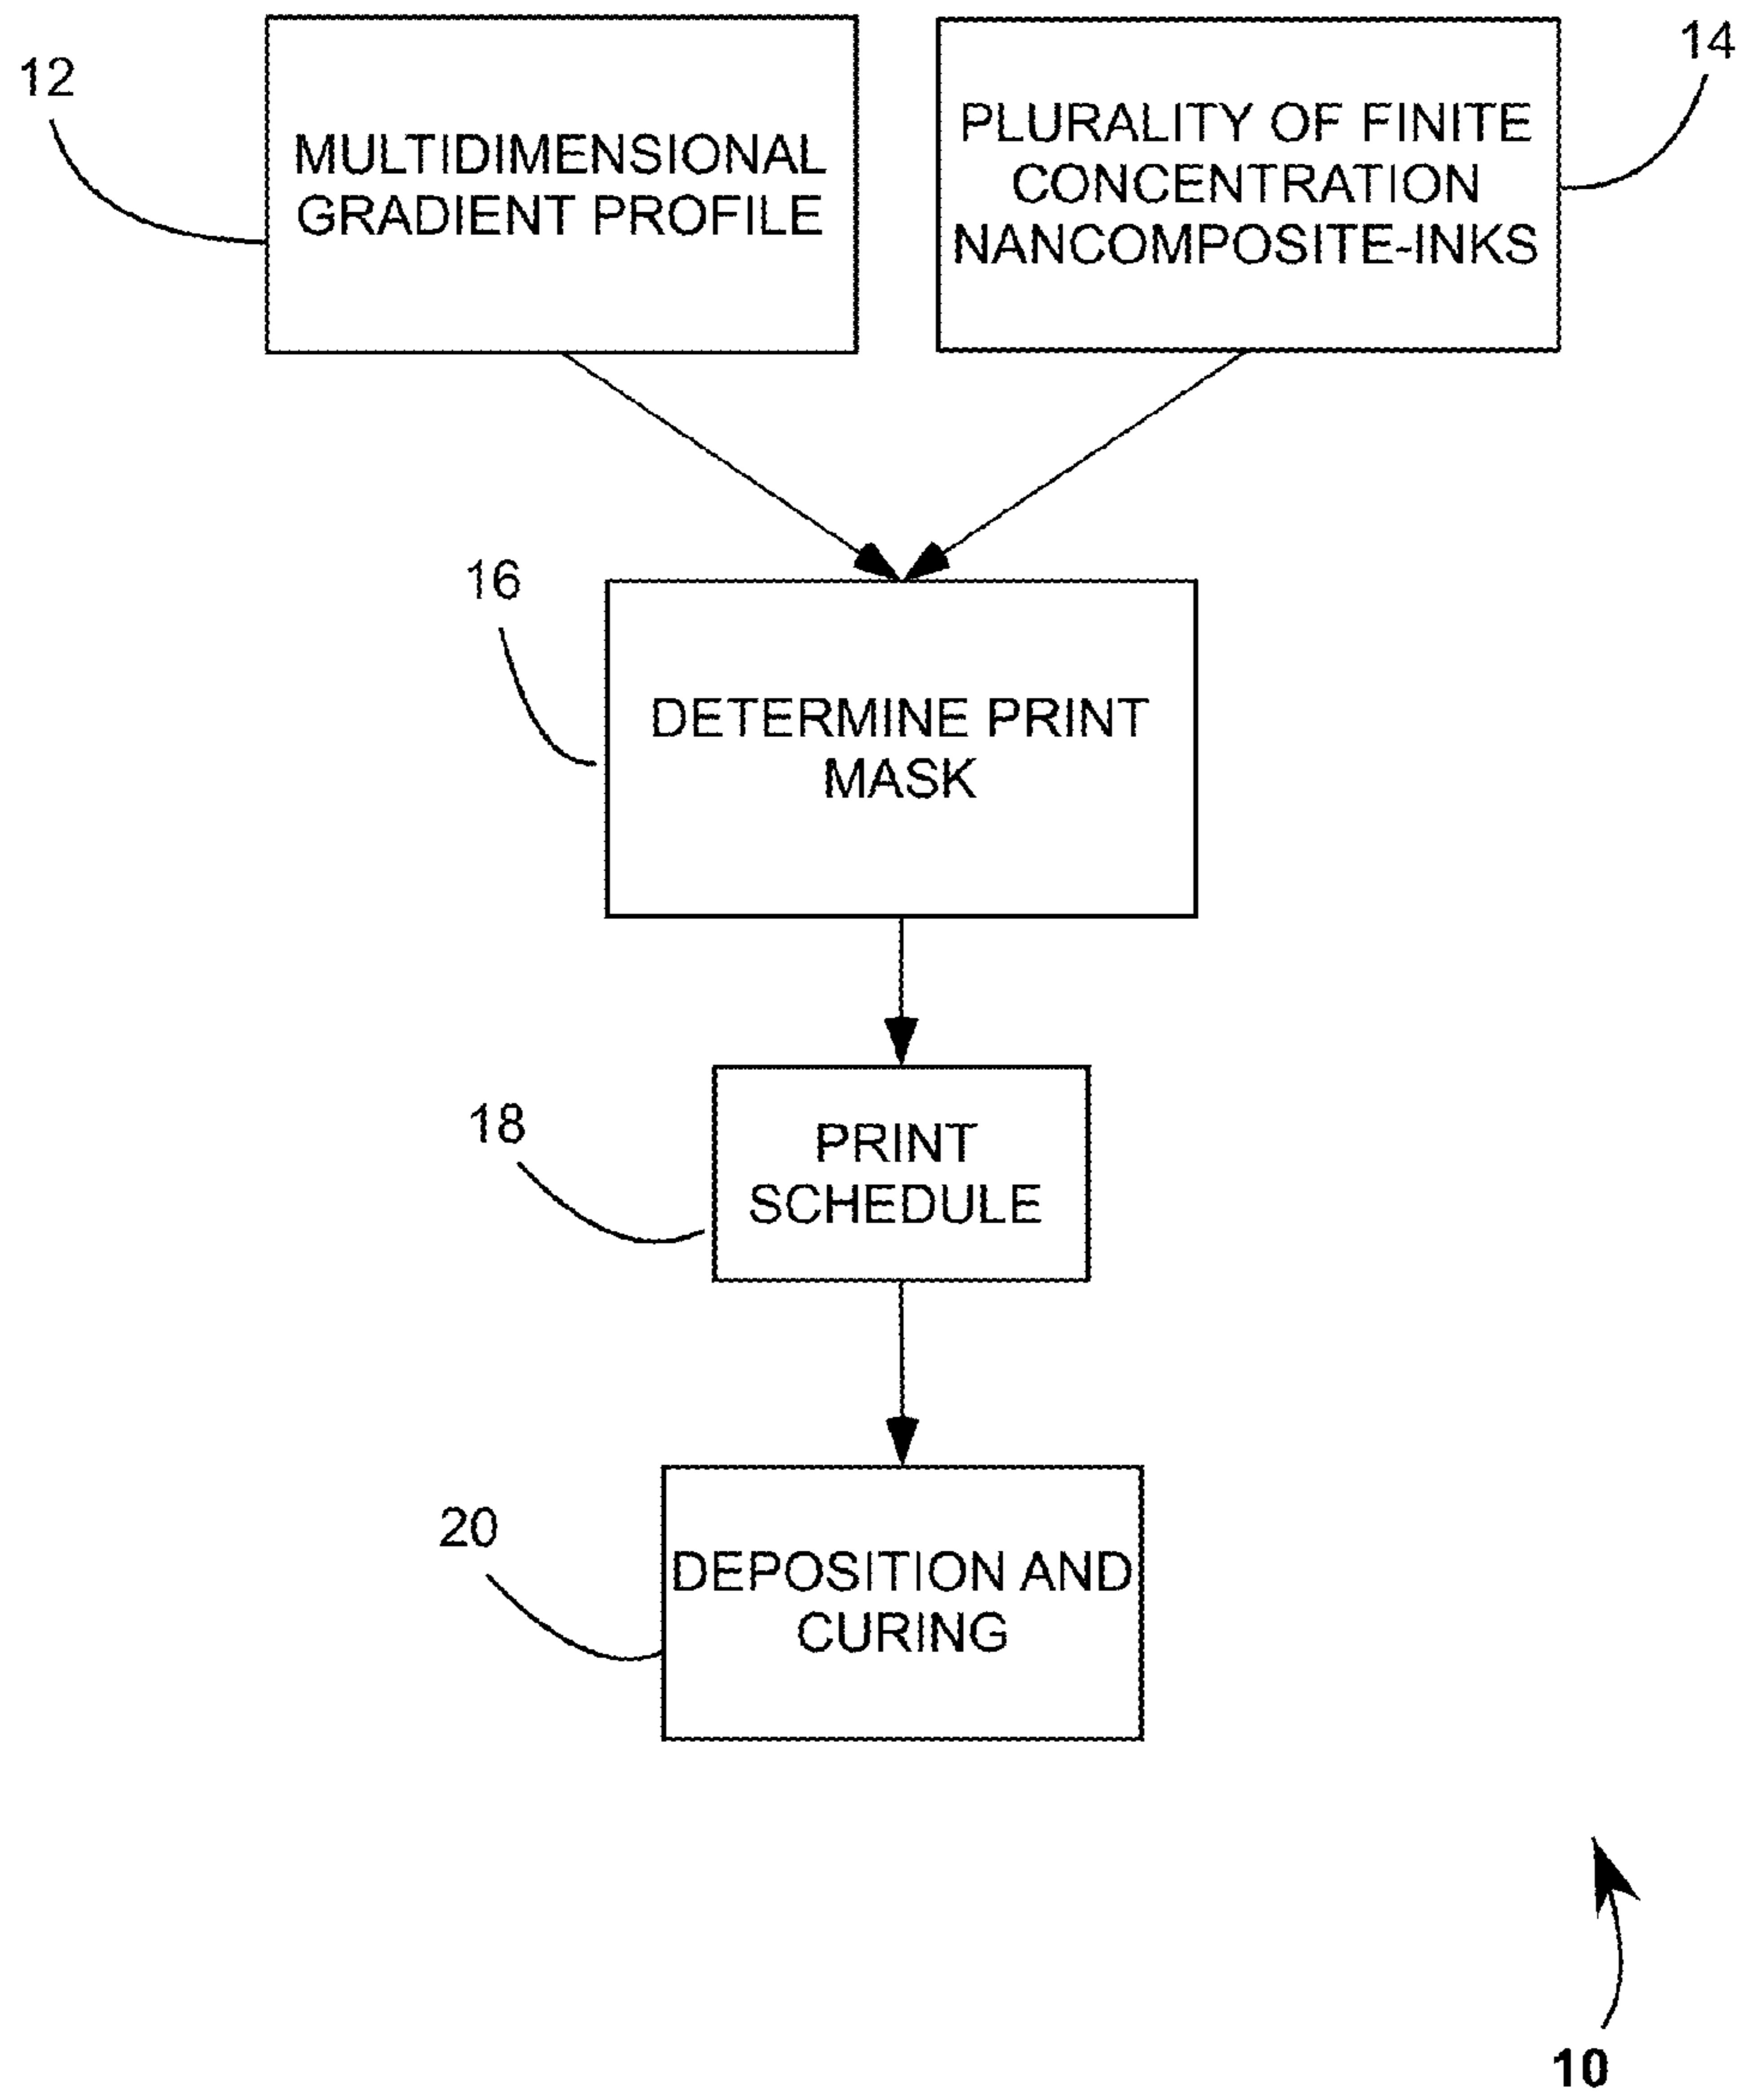 12
MULTIDIMENSIONAL
GRADIENT PROFILE
14
PLURALITY OF FINITE
CONCENTRATION
NANCOMPOSITE-INKS
16
DETERMINE PRINT
MASK
18
PRINT
SCHEDULE
20
DEPOSITION AND
CURING
10